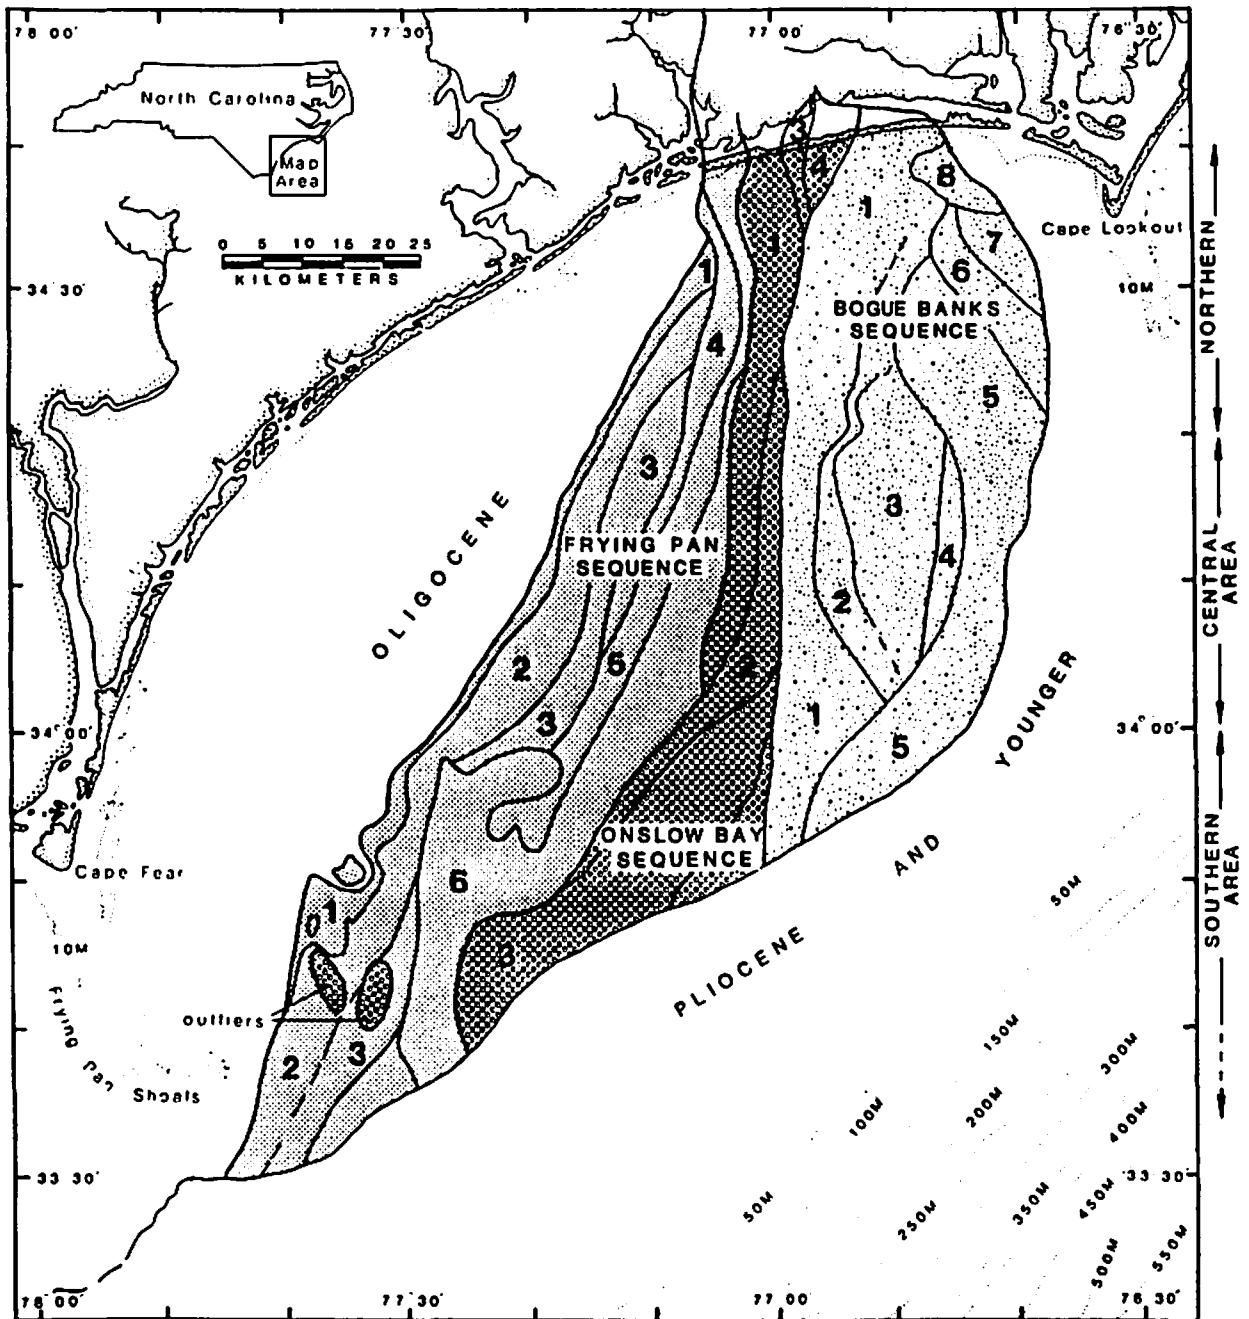 78 00'
77 30'
77 00'
76° 30'
North Carolina
Map
Area
0 5 10 15 20 25
KILOMETERS
34 30'
Cape Lookout
10M
NORTHERN
CENTRAL
AREA
SOUTHERN
AREA
3
4
8
1
1
7
6
1
BOGUE BANKS
SEQUENCE
4
5
3
3
OLIGOCENE
FRYING PAN
SEQUENCE
4
2
2
5
2
3
1
5
34° 00'
34° 00'
YOUNGER
AND
PLIOCENE
ONSLOW BAY
SEQUENCE
Cape Fear
6
1
50M
10M
3
Frying Pan Shoals
outliers
2
3
150M
300M
100M
200M
400M
33 30'
33 30'
50M
250M
350M
450M
500M
550M
78 00'
77 30'
77 00'
76 30'